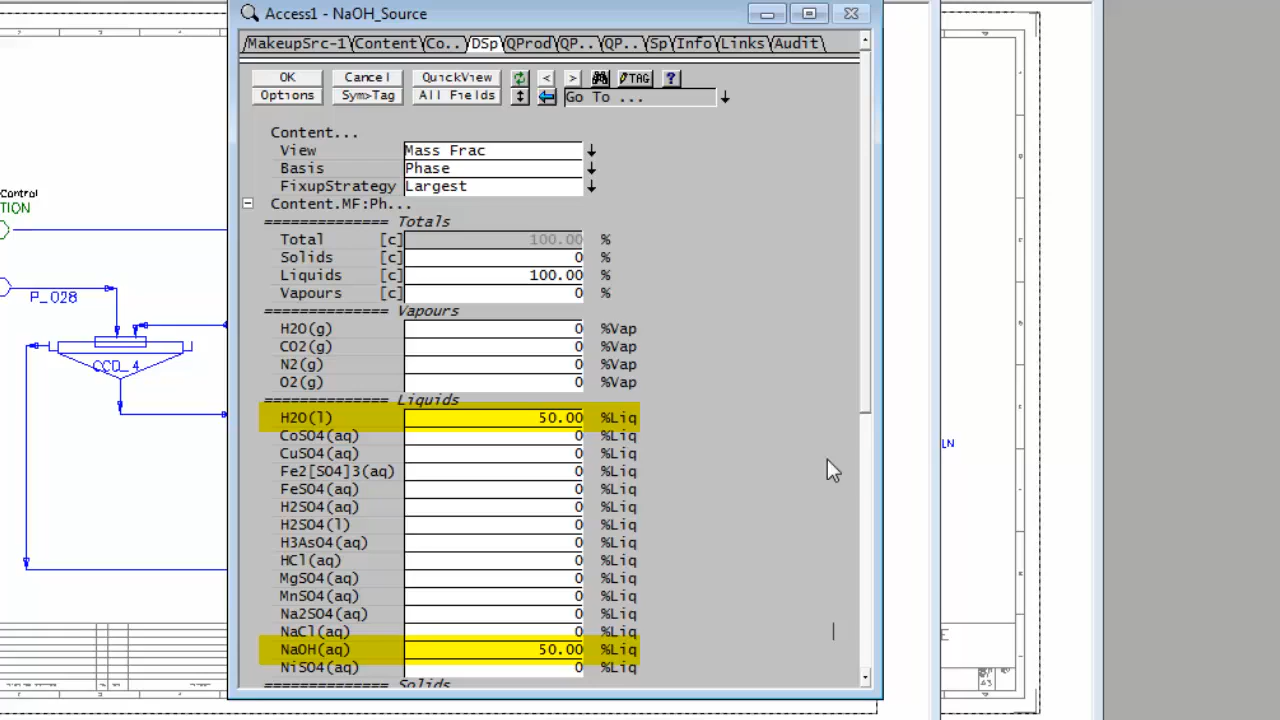 Access1 - NaOH_Source
MakeupSrc-1 Content Co.. DSp QProd QP.. QP.. Sp Info Links Audit
OK Cancel QuickView < > TAG ?
Options Sym>Tag All Fields Go To ...
Content...
View Mass Frac
Basis Phase
FixupStrategy Largest
Content.MF:Ph...
============== Totals
Total [c] 100.00 %
Solids [c] 0 %
Liquids [c] 100.00 %
Vapours [c] 0 %
============== Vapours
H2O(g) 0 %Vap
CO2(g) 0 %Vap
N2(g) 0 %Vap
O2(g) 0 %Vap
============== Liquids
H2O(l) 50.00 %Liq
CoSO4(aq) 0 %Liq
CuSO4(aq) 0 %Liq
Fe2[SO4]3(aq) 0 %Liq
FeSO4(aq) 0 %Liq
H2SO4(aq) 0 %Liq
H2SO4(l) 0 %Liq
H3AsO4(aq) 0 %Liq
HCl(aq) 0 %Liq
MgSO4(aq) 0 %Liq
MnSO4(aq) 0 %Liq
Na2SO4(aq) 0 %Liq
NaCl(aq) 0 %Liq
NaOH(aq) 50.00 %Liq
NiSO4(aq) 0 %Liq
============== Solids
Control
TION
P_028
CCD_4
LN
E
A3